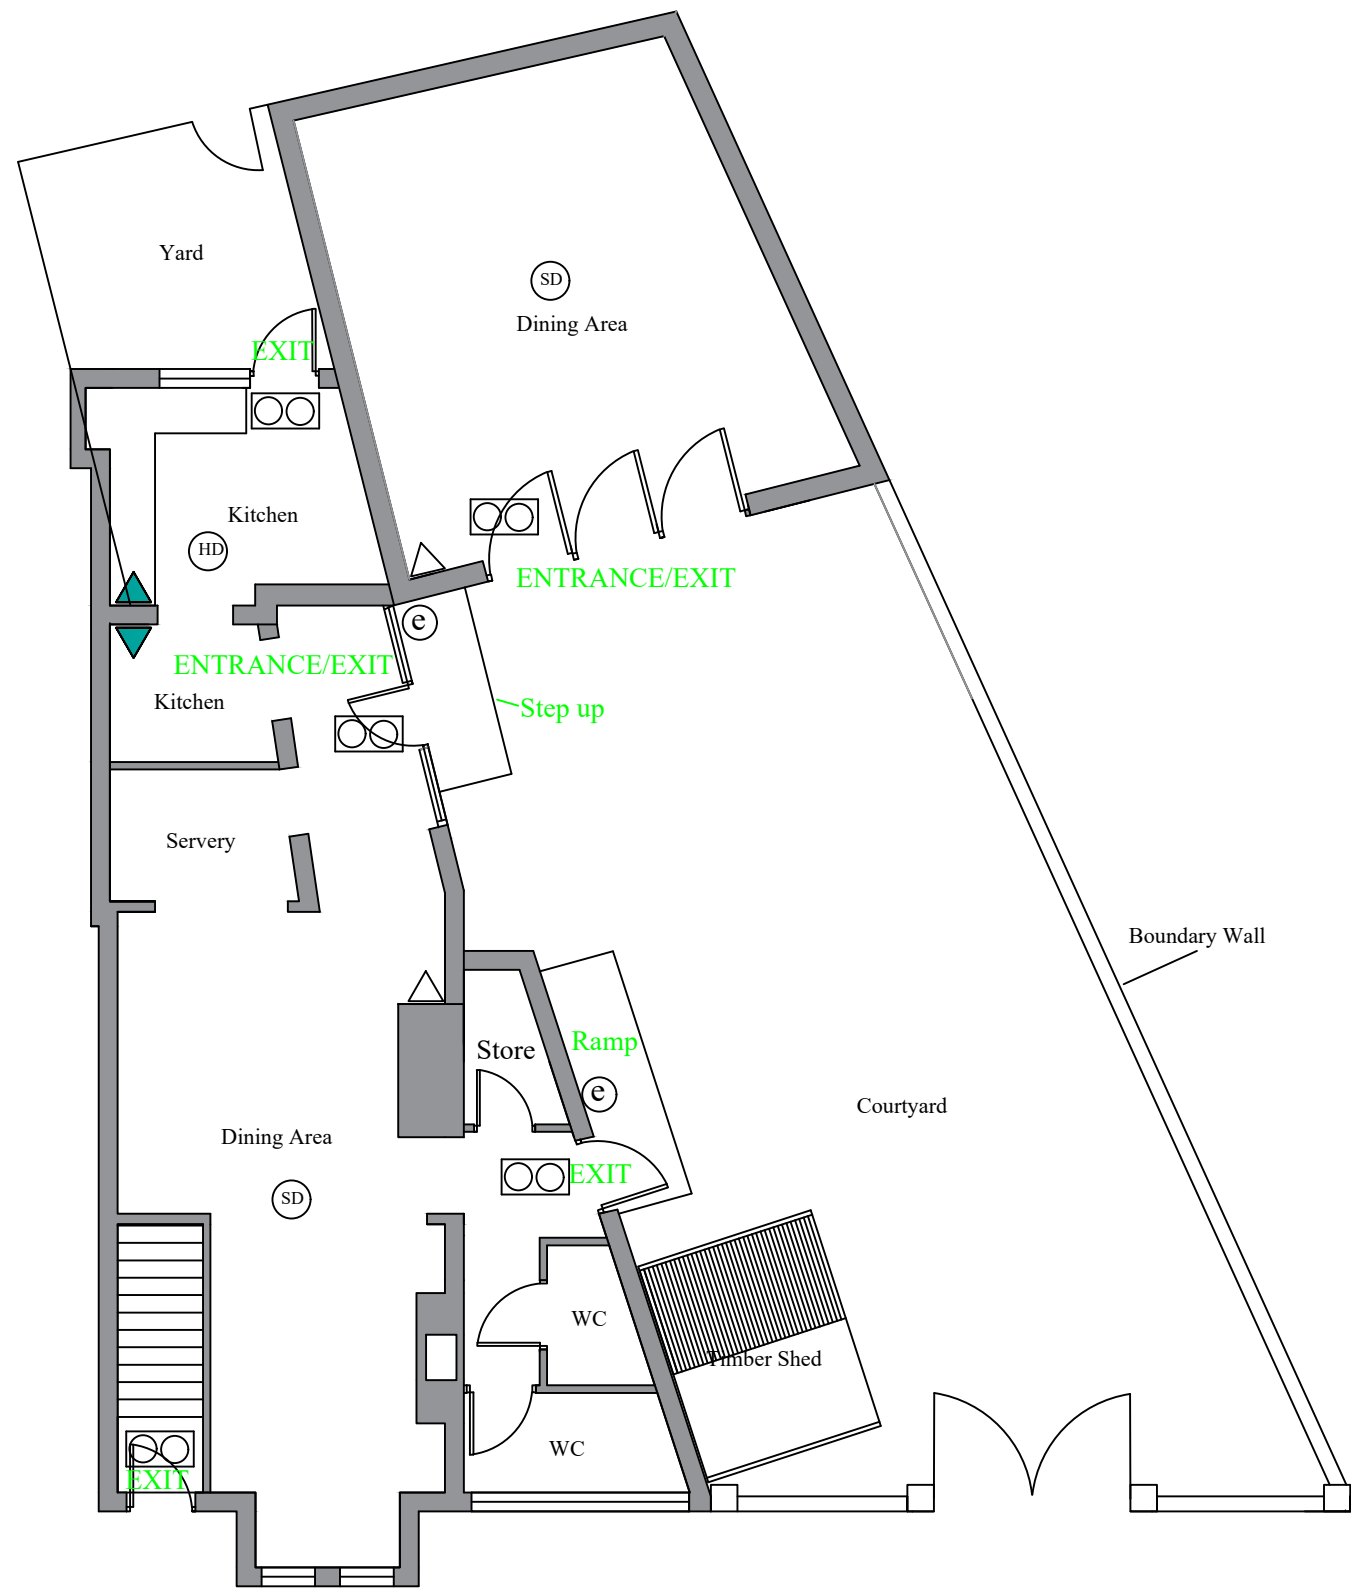 Yard
SD
Dining Area
EXIT
Kitchen
HD
ENTRANCE/EXIT
e
ENTRANCE/EXIT
Kitchen
Step up
Servery
Boundary Wall
Ramp
Store
e
Courtyard
Dining Area
EXIT
SD
WC
Timber Shed
WC
EXIT